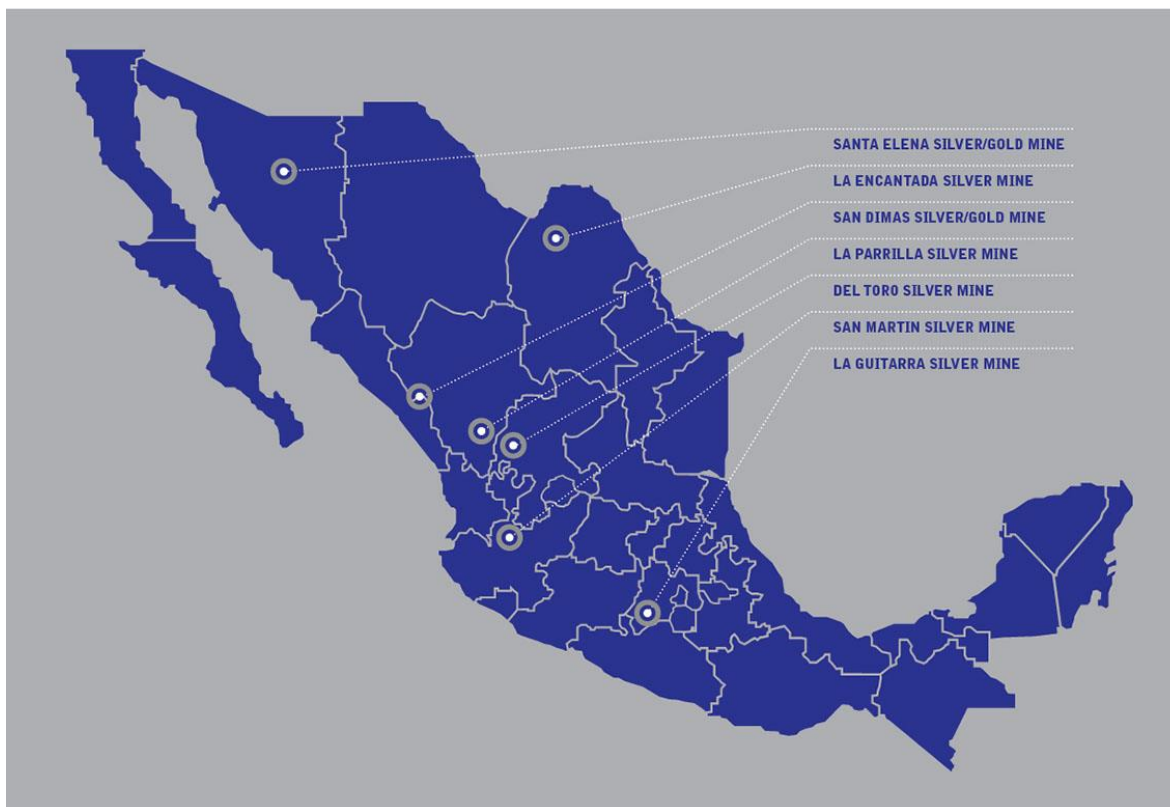 SANTA ELENA SILVER/GOLD MINE
LA ENCANTADA SILVER MINE
SAN DIMAS SILVER/GOLD MINE
LA PARRILLA SILVER MINE
DEL TORO SILVER MINE
SAN MARTIN SILVER MINE
LA GUITARRA SILVER MINE